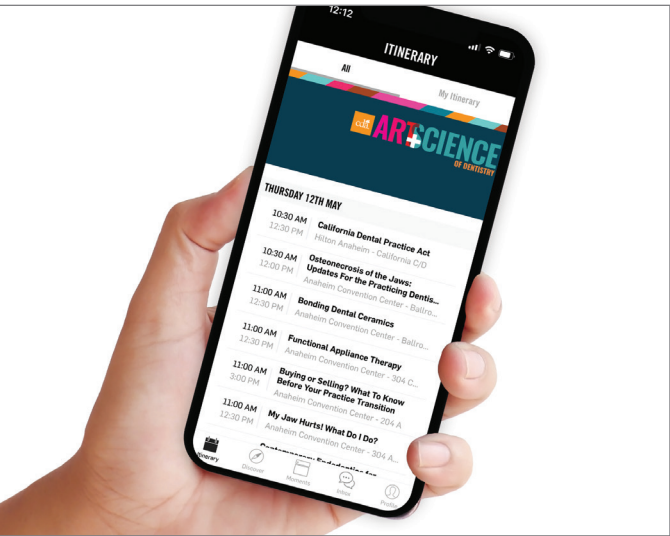 12:12
ITINERARY
All
My Itinerary
cda.
ART SCIENCE
OF DENTISTRY
THURSDAY 12TH MAY
10:30 AM
12:30 PM
California Dental Practice Act
Hilton Anaheim - California C/D
10:30 AM
12:00 PM
Osteonecrosis of the Jaws:
Updates For the Practicing Dentis...
Anaheim Convention Center - Ballro...
11:00 AM
12:30 PM
Bonding Dental Ceramics
Anaheim Convention Center - Ballro...
11:00 AM
12:30 PM
Functional Appliance Therapy
Anaheim Convention Center - 304 C...
11:00 AM
3:00 PM
Buying or Selling? What To Know
Before Your Practice Transition
Anaheim Convention Center - 204 A
11:00 AM
12:30 PM
My Jaw Hurts! What Do I Do?
Anaheim Convention Center - 304 A...
Contemporary Endodontics for
Itinerary
Discover
Moments
Inbox
Profile